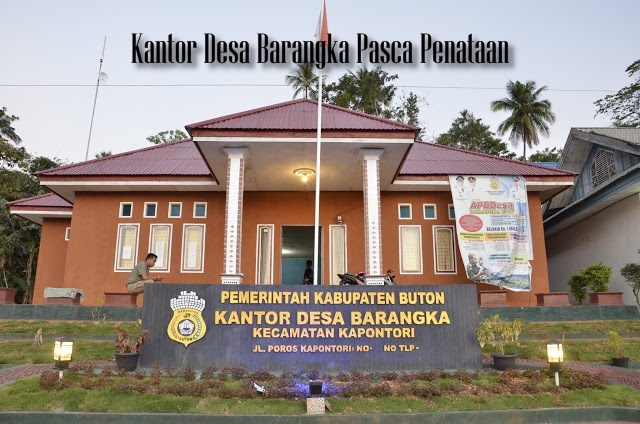 Kantor Desa Barangka Pasca Penataan
APBDesa
PEMERINTAH KABUPATEN BUTON
KANTOR DESA BARANGKA
KECAMATAN KAPONTORI
JL. POROS KAPONTORI NO• NO TLP•